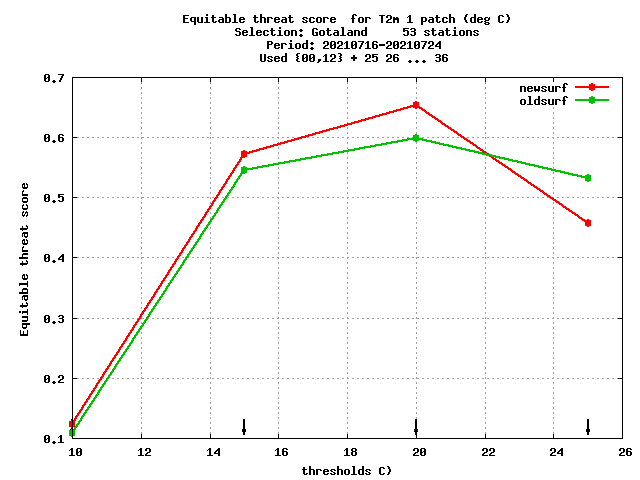 Equitable threat score  for T2m 1 patch (deg C)
Selection: Gotaland     53 stations
Period: 20210716-20210724
Used {00,12} + 25 26 ... 36
newsurf
oldsurf
Equitable threat score
0.7
0.6
0.5
0.4
0.3
0.2
0.1
10 12 14 16 18 20 22 24 26
thresholds C)